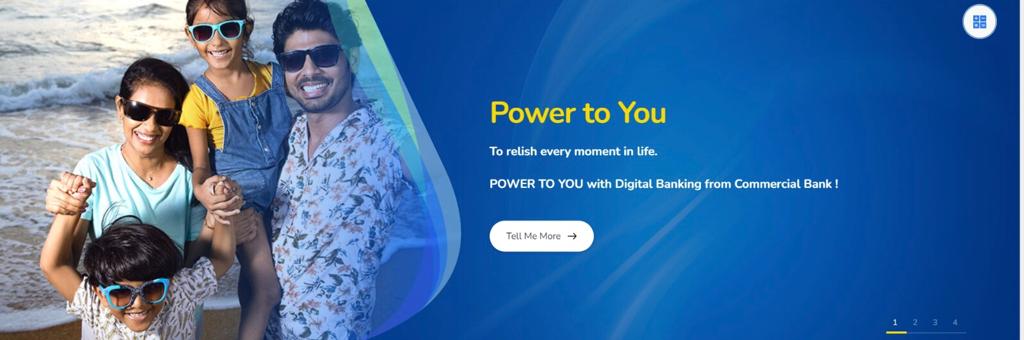 Power to You
To relish every moment in life.
POWER TO YOU with Digital Banking from Commercial Bank !
Tell Me More →
1 2 3 4